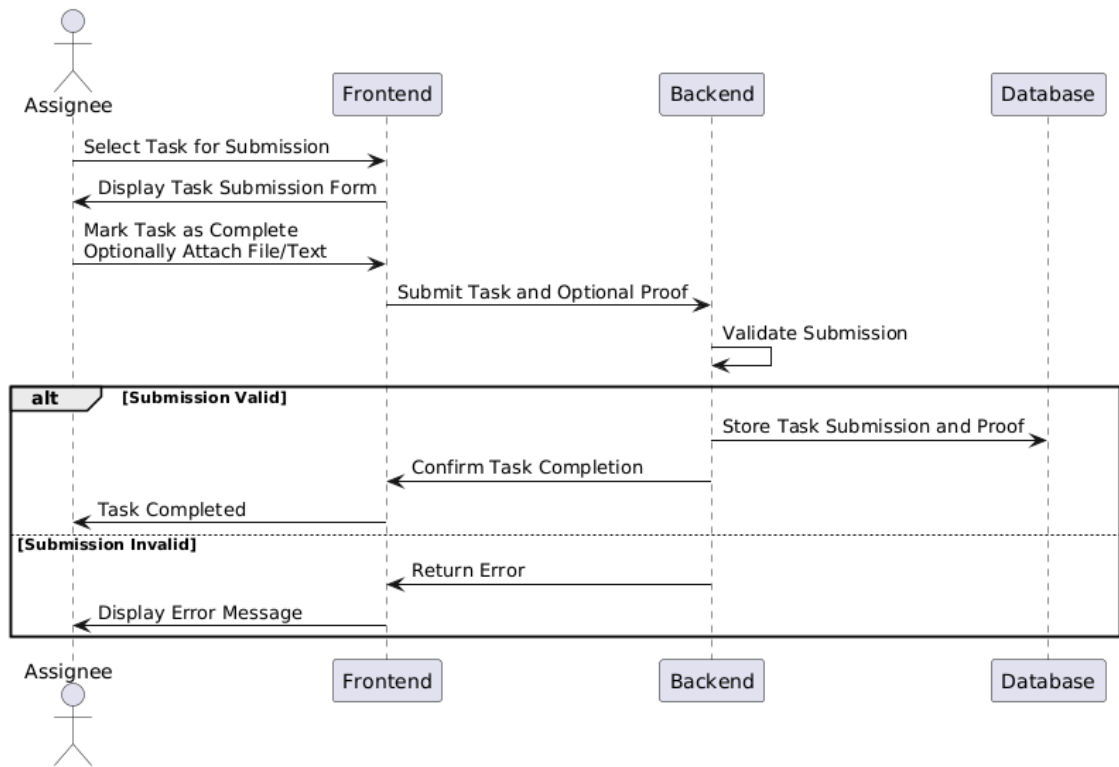 Assignee
Frontend
Backend
Database
Select Task for Submission
Display Task Submission Form
Mark Task as Complete
Optionally Attach File/Text
Submit Task and Optional Proof
Validate Submission
alt
[Submission Valid]
Store Task Submission and Proof
Confirm Task Completion
Task Completed
[Submission Invalid]
Return Error
Display Error Message
Assignee
Frontend
Backend
Database